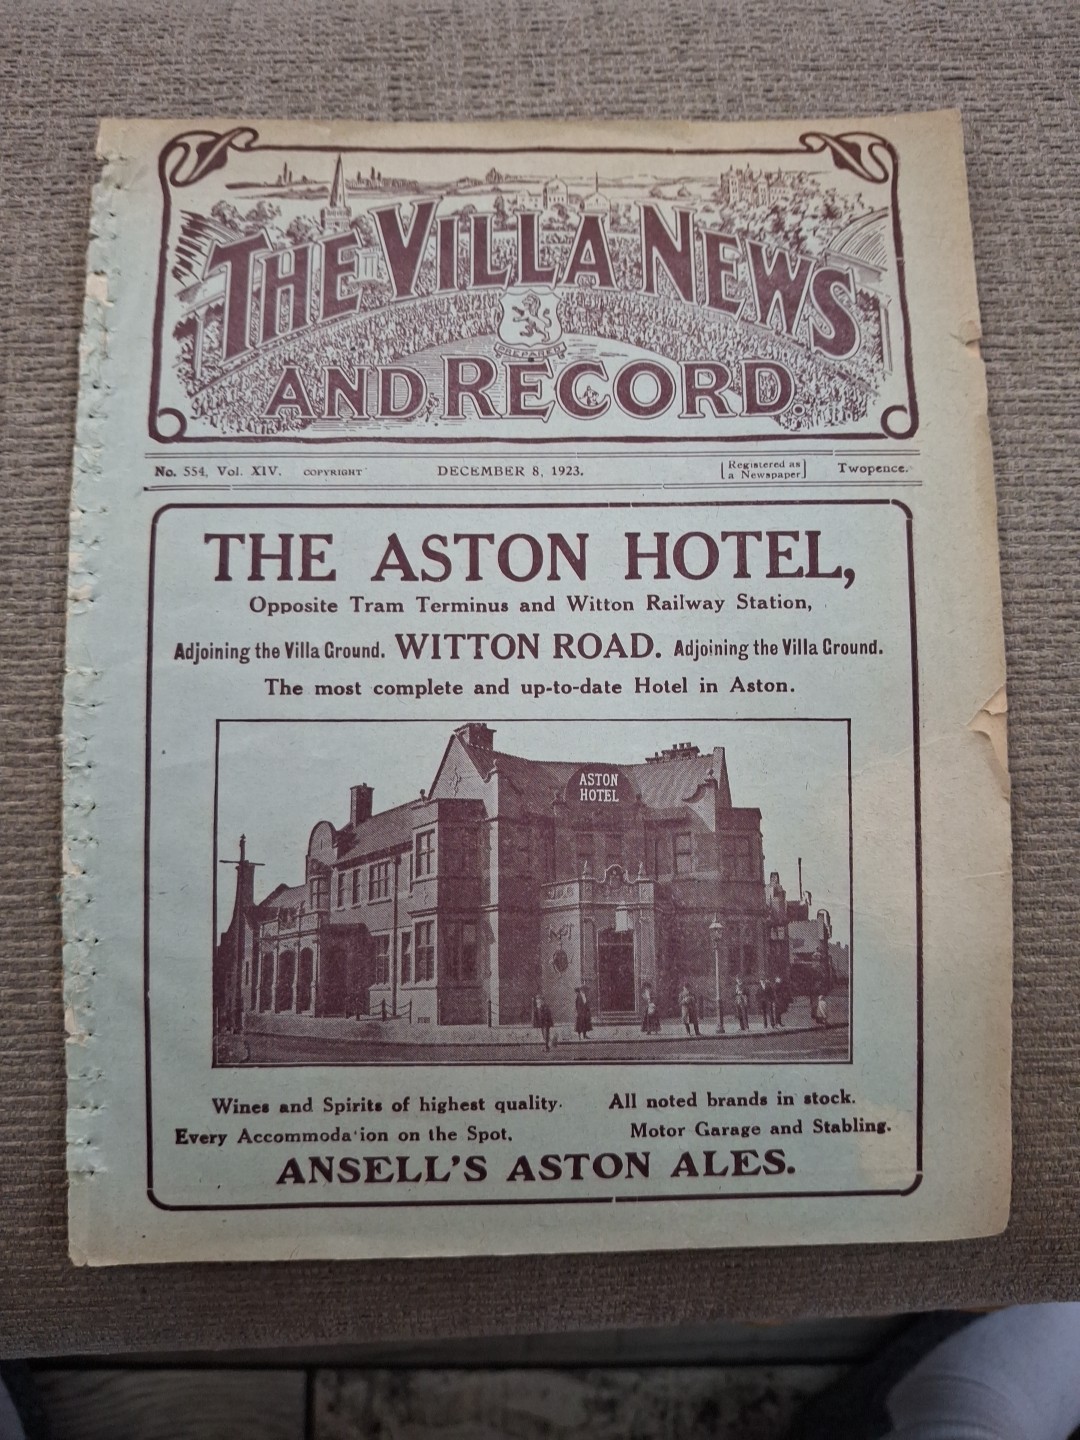 THE VILLA NEWS
AND RECORD.
PREPARED
No. 554, Vol. XIV. COPYRIGHT DECEMBER 8, 1923. [Registered as a Newspaper] Twopence.
THE ASTON HOTEL,
Opposite Tram Terminus and Witton Railway Station,
Adjoining the Villa Ground. WITTON ROAD. Adjoining the Villa Ground.
The most complete and up-to-date Hotel in Aston.
ASTON
HOTEL
Wines and Spirits of highest quality. All noted brands in stock.
Every Accommoda'ion on the Spot. Motor Garage and Stabling.
ANSELL'S ASTON ALES.